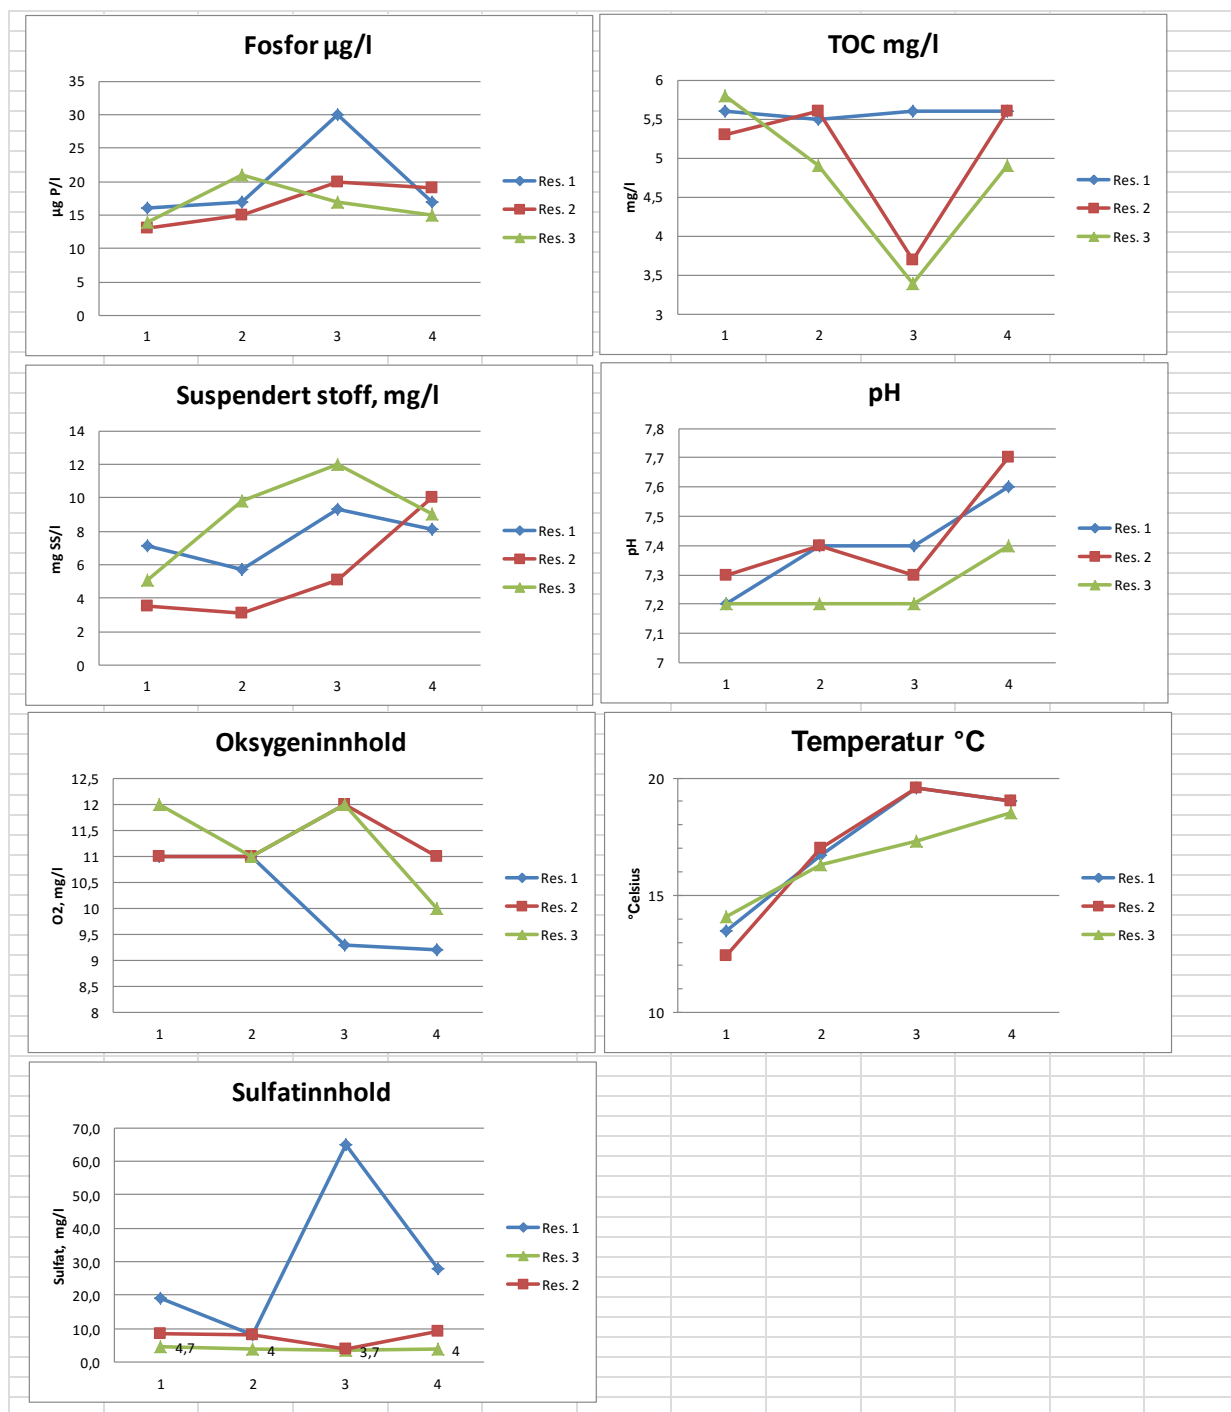 Fosfor µg/l
35
30
25
20
15
10
5
0
µg P/l
1 2 3 4
Res. 1
Res. 2
Res. 3
TOC mg/l
6
5,5
5
4,5
4
3,5
3
mg/l
1 2 3 4
Res. 1
Res. 2
Res. 3
Suspendert stoff, mg/l
14
12
10
8
6
4
2
0
mg SS/l
1 2 3 4
Res. 1
Res. 2
Res. 3
pH
7,8
7,7
7,6
7,5
7,4
7,3
7,2
7,1
7
pH
1 2 3 4
Res. 1
Res. 2
Res. 3
Oksygeninnhold
12,5
12
11,5
11
10,5
10
9,5
9
8,5
8
O2, mg/l
1 2 3 4
Res. 1
Res. 2
Res. 3
Temperatur °C
20
15
10
°Celsius
1 2 3 4
Res. 1
Res. 2
Res. 3
Sulfatinnhold
70,0
60,0
50,0
40,0
30,0
20,0
10,0
0,0
Sulfat, mg/l
4,7 4 3,7 4
1 2 3 4
Res. 1
Res. 3
Res. 2